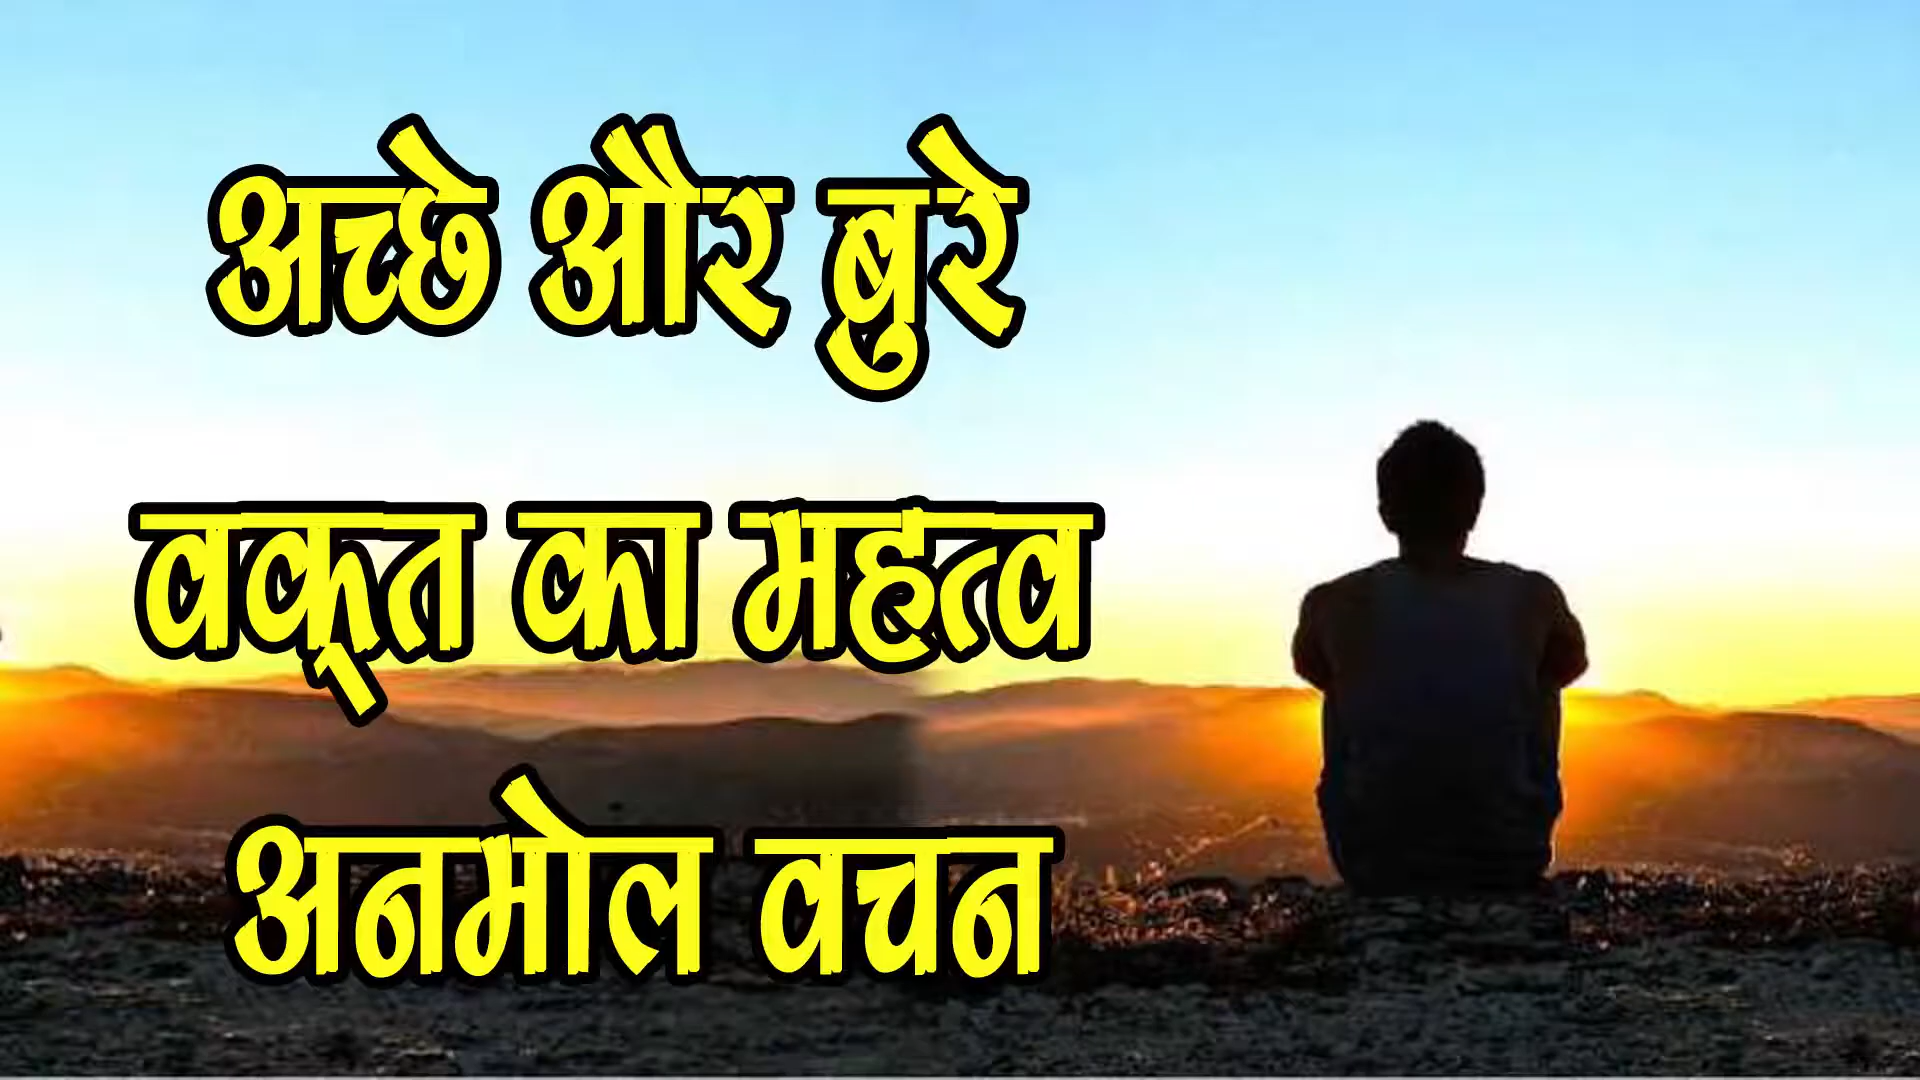 अच्छे और बुरे
वक्त का महत्व
अनमोल वचन